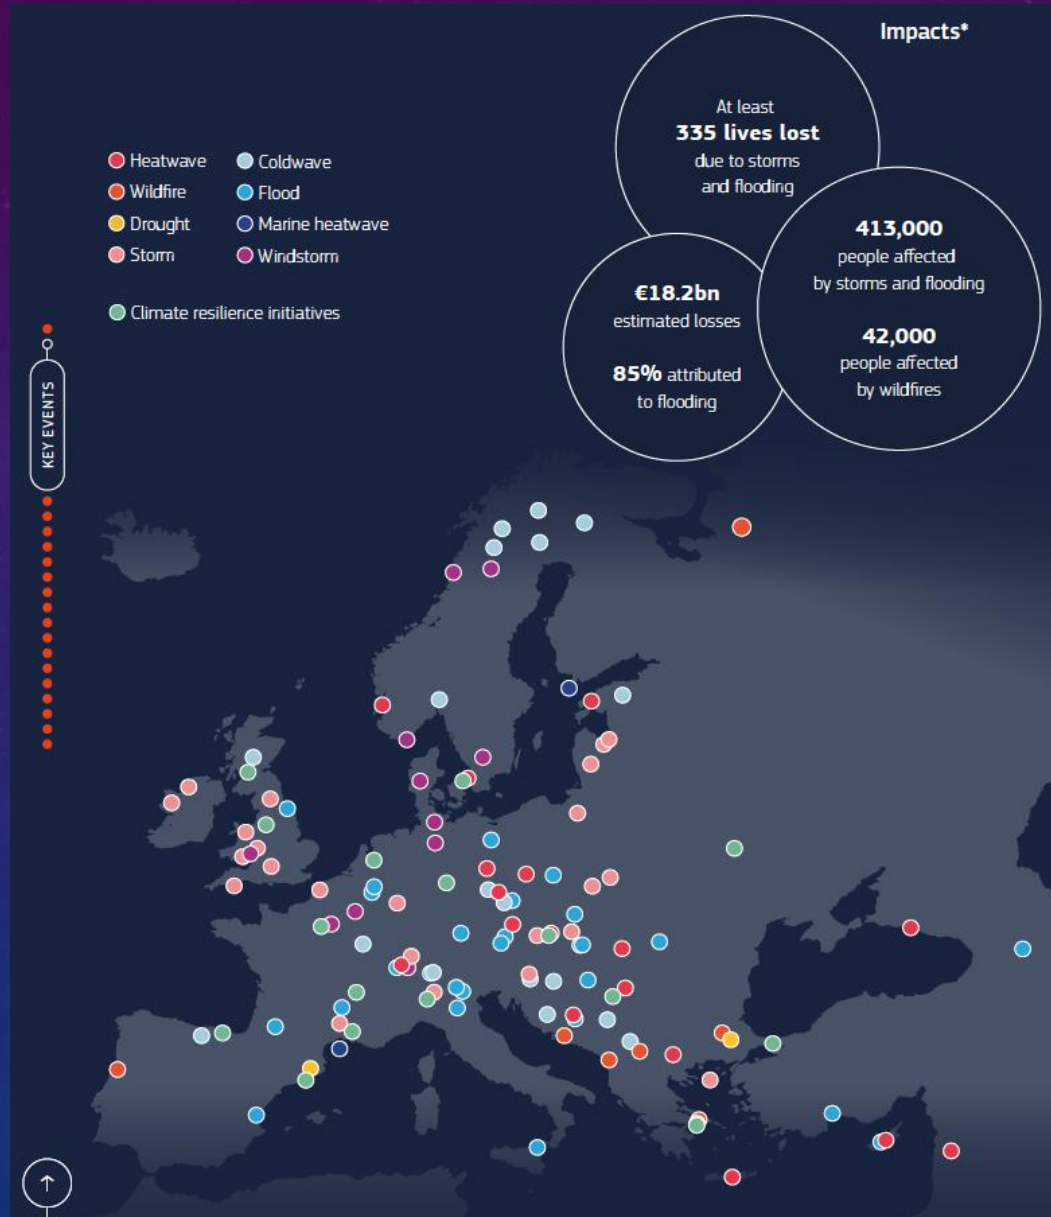 Impacts*
At least
335 lives lost
due to storms
and flooding
413,000
people affected
by storms and flooding
42,000
people affected
by wildfires
€18.2bn
estimated losses
85% attributed
to flooding
Heatwave
Coldwave
Wildfire
Flood
Drought
Marine heatwave
Storm
Windstorm
Climate resilience initiatives
KEY EVENTS